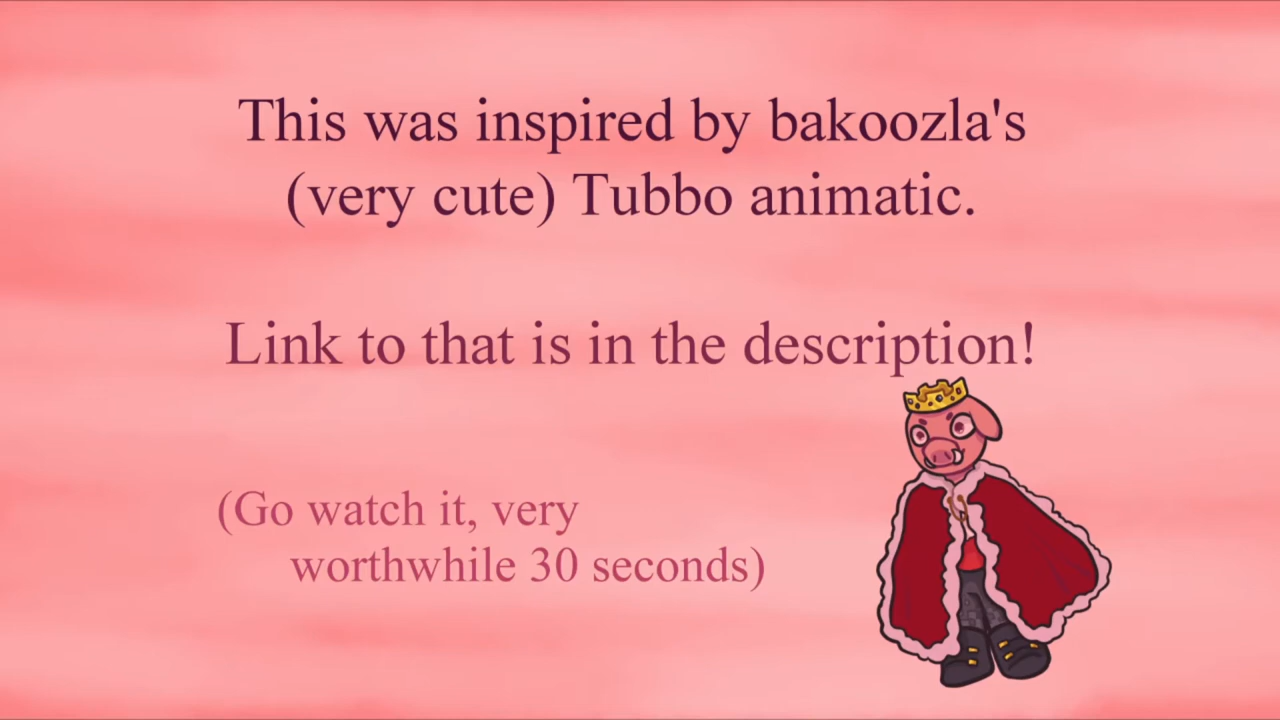 This was inspired by bakoozla's
(very cute) Tubbo animatic.
Link to that is in the description!
(Go watch it, very
worthwhile 30 seconds)